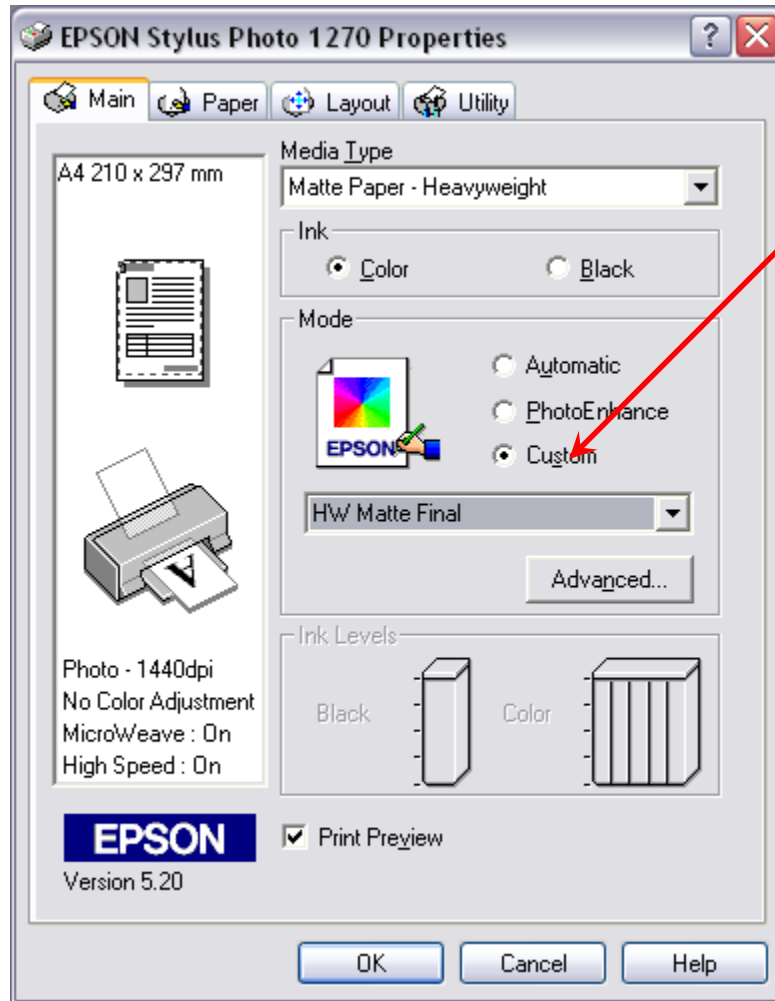 EPSON Stylus Photo 1270 Properties
?
Main
Paper
Layout
Utility
A4 210 x 297 mm
Media Type
Matte Paper - Heavyweight
Ink
Color
Black
Mode
EPSON
Automatic
PhotoEnhance
Custom
HW Matte Final
Advanced...
A
Photo - 1440dpi
No Color Adjustment
MicroWeave : On
High Speed : On
Ink Levels
Black
Color
EPSON
Version 5.20
Print Preview
OK
Cancel
Help